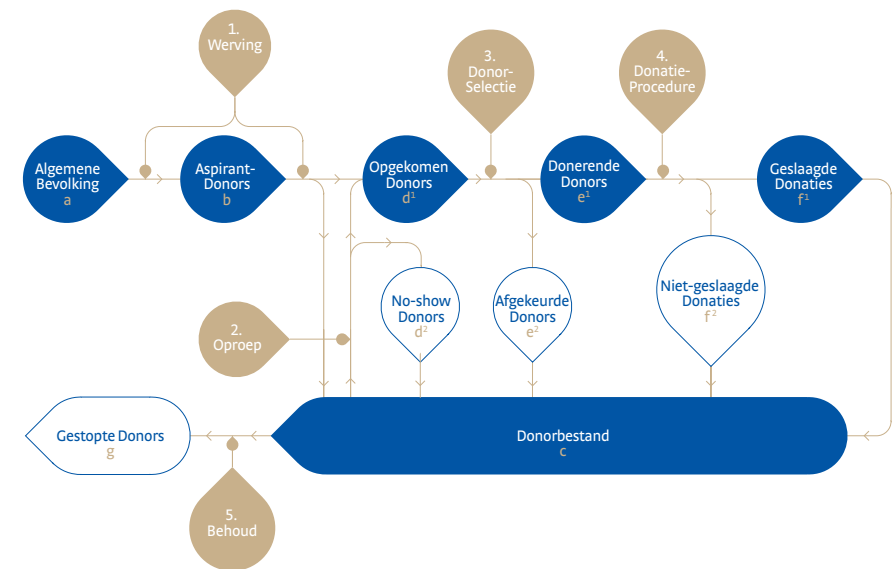 1.
Werving
3.
Donor-
Selectie
4.
Donatie-
Procedure
Algemene
Bevolking
a
Aspirant-
Donors
b
Opgekomen
Donors
d¹
Donerende
Donors
e¹
Geslaagde
Donaties
f¹
No-show
Donors
d²
Afgekeurde
Donors
e²
Niet-geslaagde
Donaties
f²
2.
Oproep
Gestopte Donors
g
Donorbestand
c
5.
Behoud